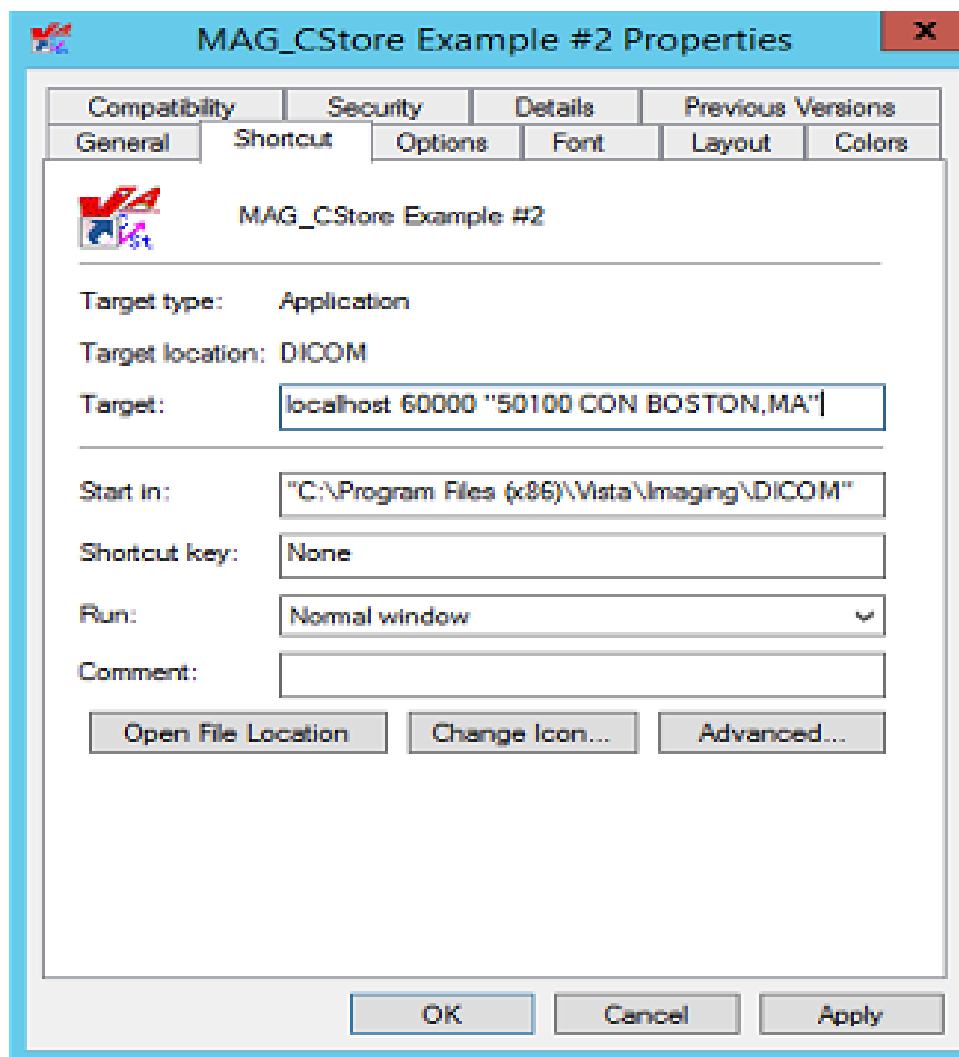 MAG_CStore Example #2 Properties
x
Compatibility Security Details Previous Versions
General Shortcut Options Font Layout Colors
MAG_CStore Example #2
Target type: Application
Target location: DICOM
Target: localhost 60000 "50100 CON BOSTON,MA"
Start in: "C:\Program Files (x86)\Vista\Imaging\DICOM"
Shortcut key: None
Run: Normal window
Comment:
Open File Location Change Icon... Advanced...
OK Cancel Apply